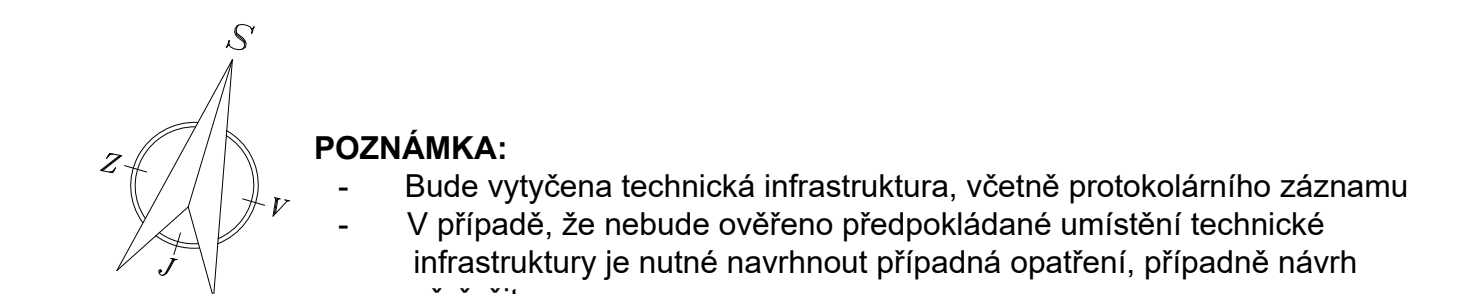 S
POZNÁMKA:
Z
- Bude vytyčena technická infrastruktura, včetně protokolárního záznamu
V
- V případě, že nebude ověřeno předpokládané umístění technické
infrastruktury je nutné navrhnout případná opatření, případně návrh
J